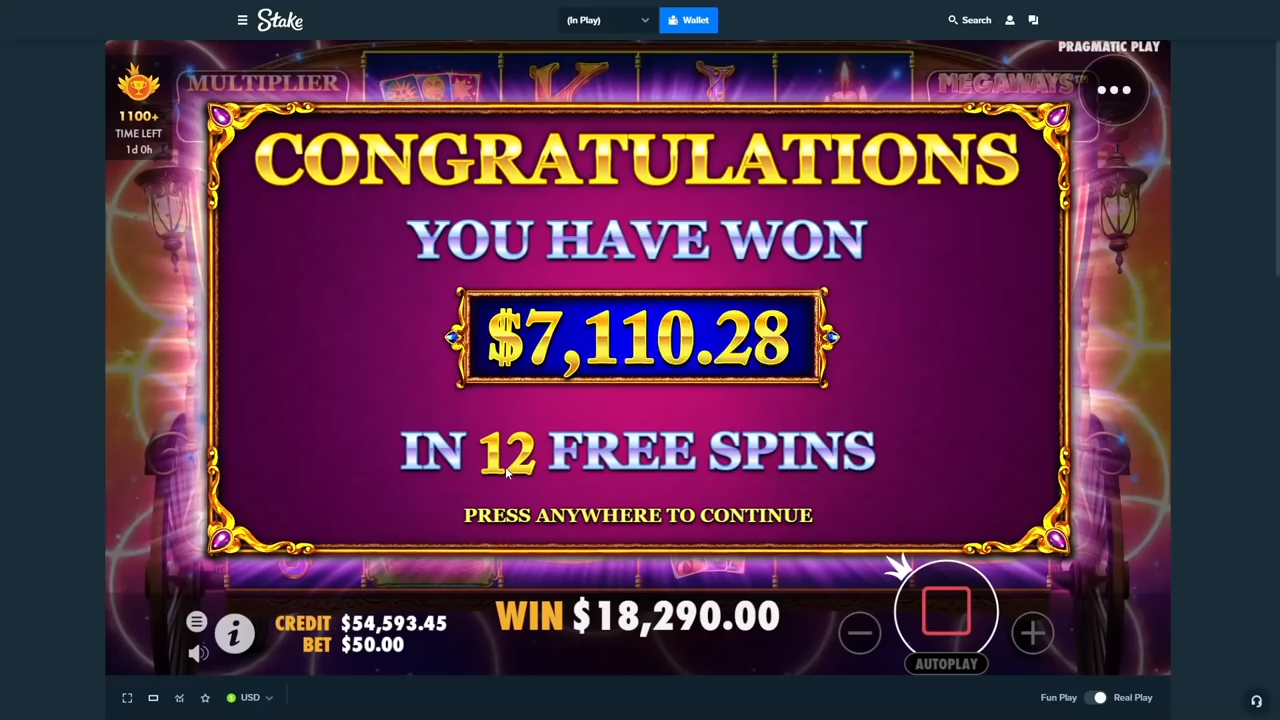 Stake
(In Play)
Wallet
Search
PRAGMATIC PLAY
MULTIPLIER
MEGAWAYS™
K
J
1100+
TIME LEFT
1d 0h
CONGRATULATIONS
YOU HAVE WON
$7,110.28
IN 12 FREE SPINS
PRESS ANYWHERE TO CONTINUE
CREDIT $54,593.45
BET $50.00
WIN $18,290.00
AUTOPLAY
USD
Fun Play
Real Play